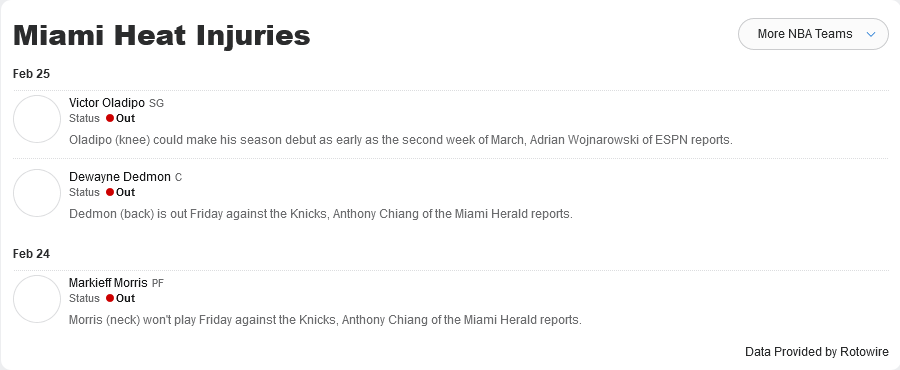 Miami Heat Injuries
More NBA Teams
Feb 25
Victor Oladipo SG
Status Out
Oladipo (knee) could make his season debut as early as the second week of March, Adrian Wojnarowski of ESPN reports.
Dewayne Dedmon C
Status Out
Dedmon (back) is out Friday against the Knicks, Anthony Chiang of the Miami Herald reports.
Feb 24
Markieff Morris PF
Status Out
Morris (neck) won't play Friday against the Knicks, Anthony Chiang of the Miami Herald reports.
Data Provided by Rotowire